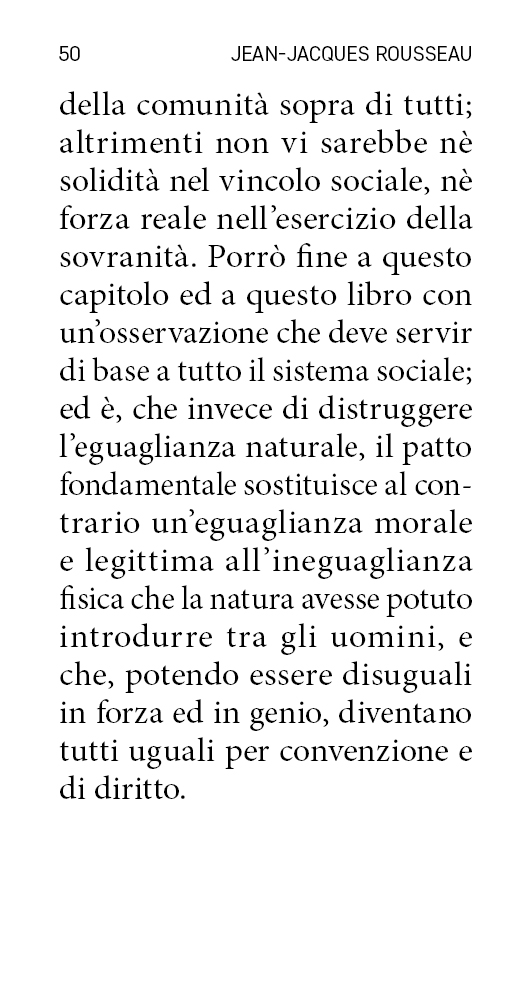 50 JEAN-JACQUES ROUSSEAU
della comunità sopra di tutti;
altrimenti non vi sarebbe nè
solidità nel vincolo sociale, nè
forza reale nell’esercizio della
sovranità. Porrò fine a questo
capitolo ed a questo libro con
un’osservazione che deve servir
di base a tutto il sistema sociale;
ed è, che invece di distruggere
l’eguaglianza naturale, il patto
fondamentale sostituisce al con-
trario un’eguaglianza morale
e legittima all’ineguaglianza
fisica che la natura avesse potuto
introdurre tra gli uomini, e
che, potendo essere disuguali
in forza ed in genio, diventano
tutti uguali per convenzione e
di diritto.